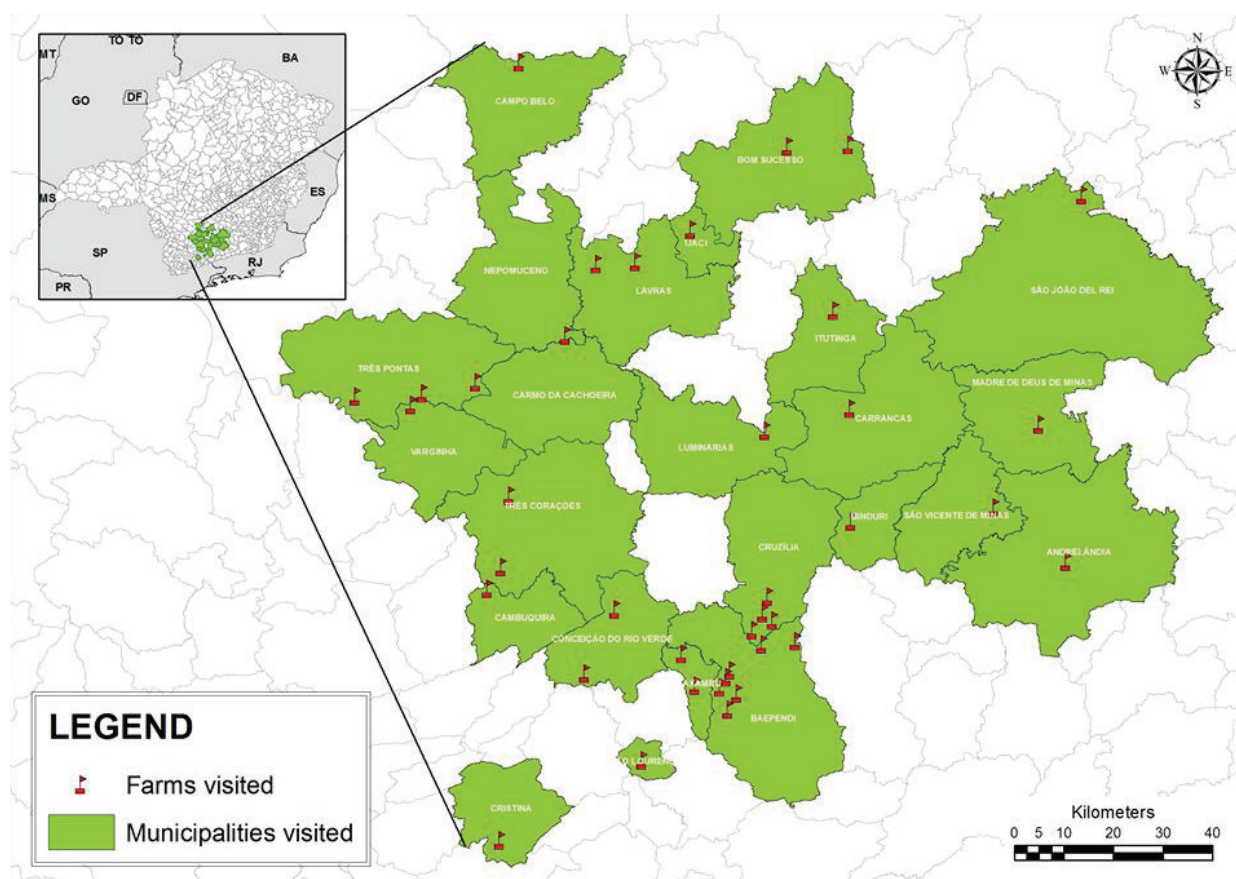 MT
TO TO
BA
GO
DF
MS
ES
SP
RJ
PR
N
W
E
S
CAMPO BELO
BOM SUCESSO
IJACI
NEPOMUCENO
LAVRAS
SÃO JOÃO DEL REI
ITUTINGA
TRÊS PONTAS
MADRE DE DEUS DE MINAS
CARMO DA CACHOEIRA
CARRANCAS
LUMINÁRIAS
VARGINHA
TRÊS CORAÇÕES
MINDURI
SÃO VICENTE DE MINAS
CRUZÍLIA
ANDRELÂNDIA
CAMBUQUIRA
CONCEIÇÃO DO RIO VERDE
BAEPENDI
CRISTINA
LEGEND
Farms visited
Municipalities visited
Kilometers
0 5 10 20 30 40